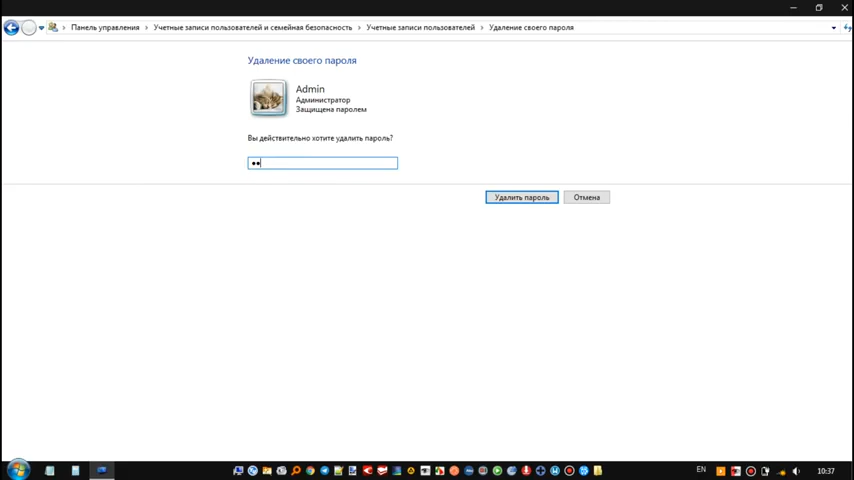 Панель управления › Учетные записи пользователей и семейная безопасность › Учетные записи пользователей › Удаление своего пароля
Удаление своего пароля
Admin
Администратор
Защищена паролем
Вы действительно хотите удалить пароль?
Удалить пароль
Отмена
EN
10:37